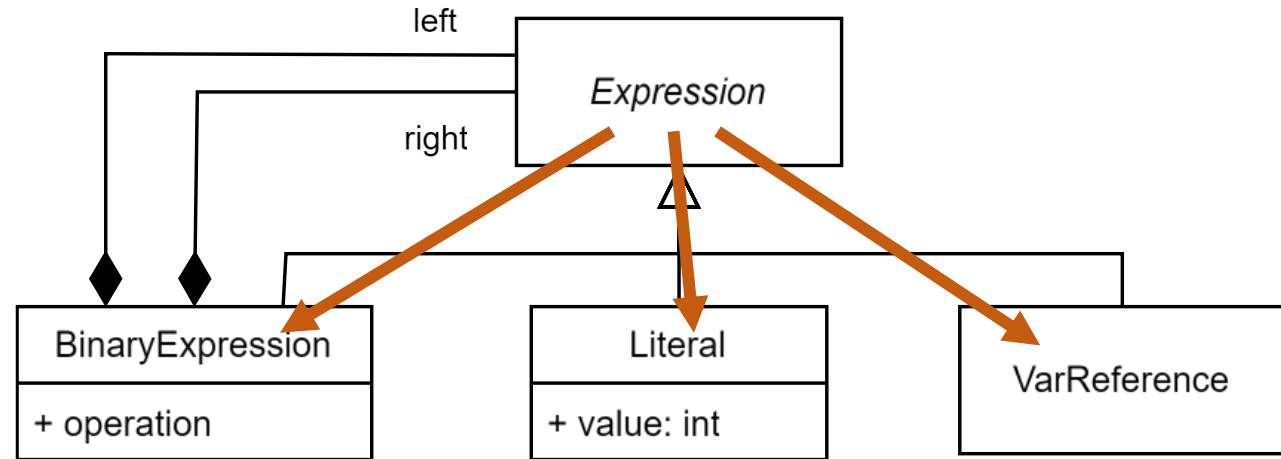 left
Expression
right
BinaryExpression
+ operation
Literal
+ value: int
VarReference